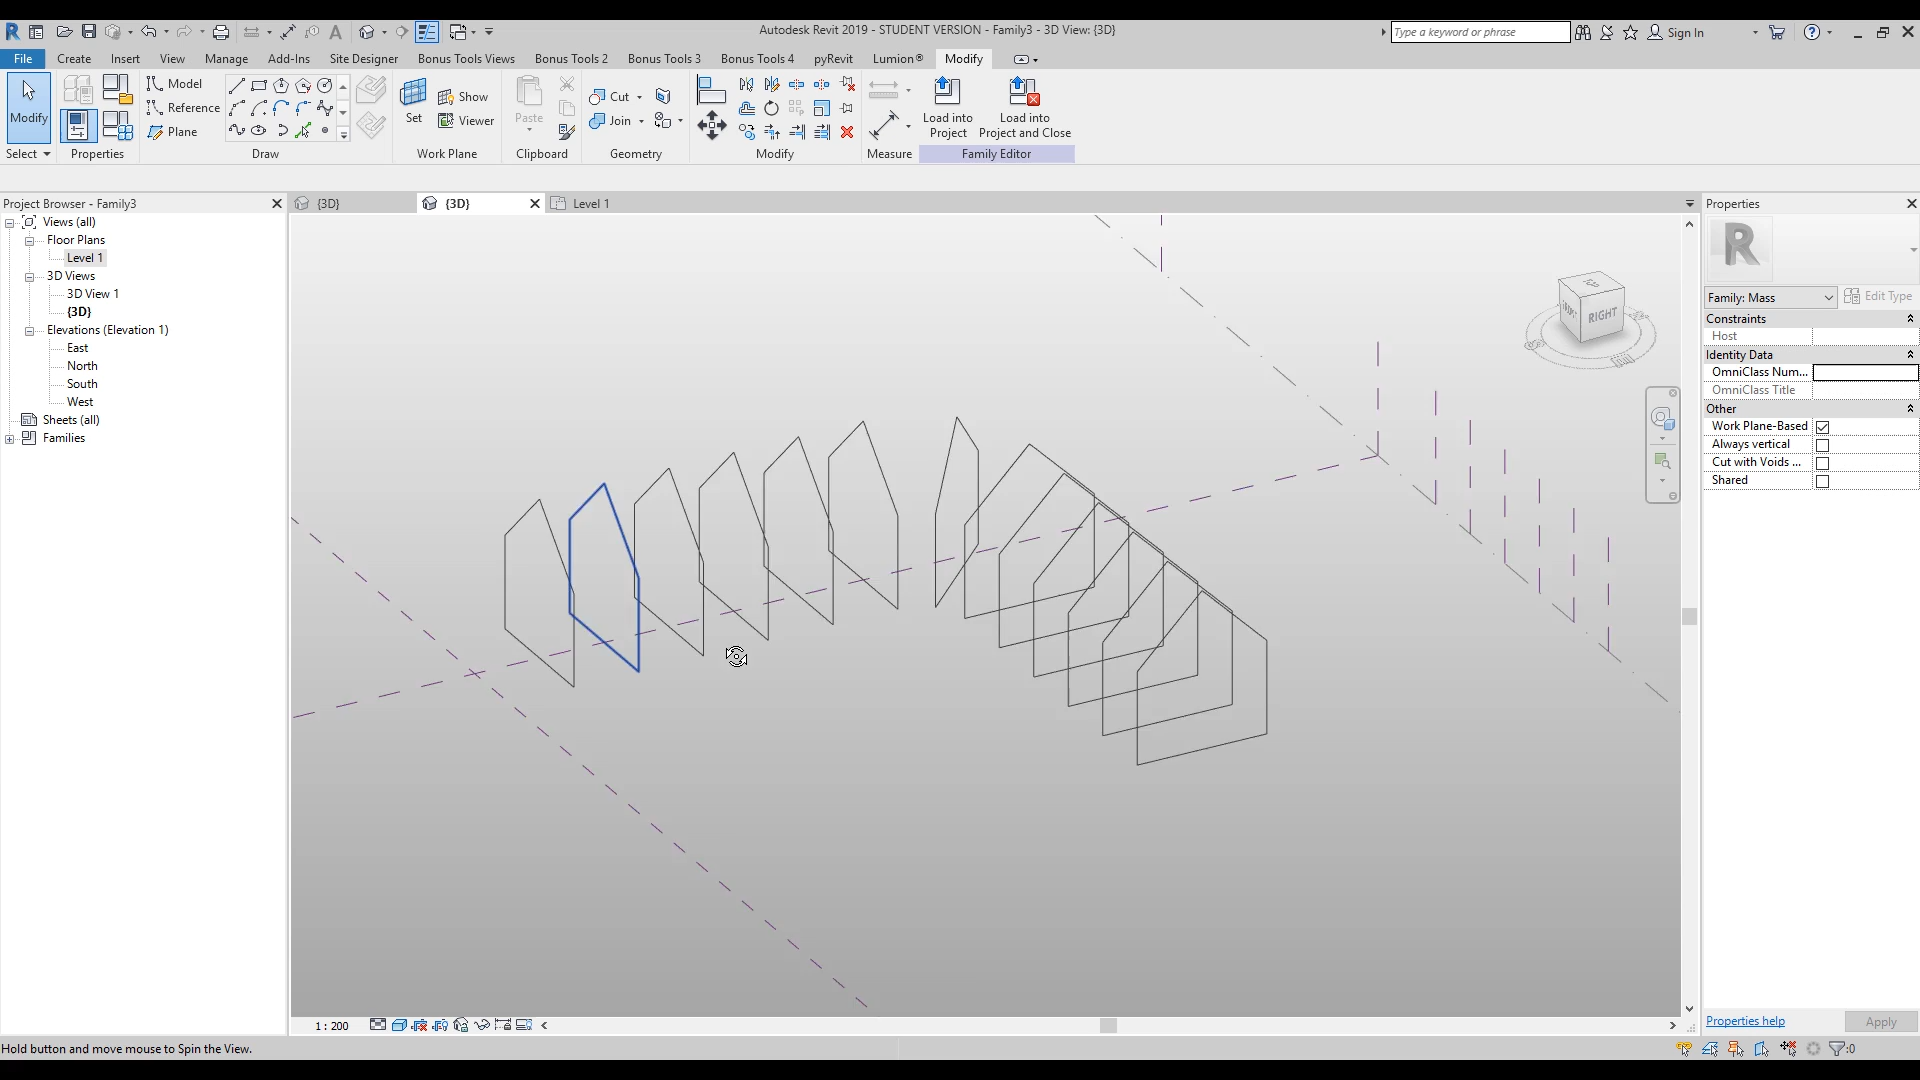 Autodesk Revit 2019 - STUDENT VERSION - Family3 - 3D View: {3D}
Type a keyword or phrase
Sign In
File Create Insert View Manage Add-Ins Site Designer Bonus Tools Views Bonus Tools 2 Bonus Tools 3 Bonus Tools 4 pyRevit Lumion® Modify
Modify
Model
Reference
Plane
Set
Show
Viewer
Paste
Cut
Join
Load into Project
Load into Project and Close
Select Properties Draw Work Plane Clipboard Geometry Modify Measure Family Editor
Project Browser - Family3
{3D}
{3D}
Level 1
Properties
Views (all)
Floor Plans
Level 1
3D Views
3D View 1
{3D}
Elevations (Elevation 1)
East
North
South
West
Sheets (all)
Families
TOP
RIGHT
Family: Mass
Edit Type
Constraints
Host
Identity Data
OmniClass Num...
OmniClass Title
Other
Work Plane-Based
Always vertical
Cut with Voids ...
Shared
Properties help
Apply
1 : 200
Hold button and move mouse to Spin the View.
:0